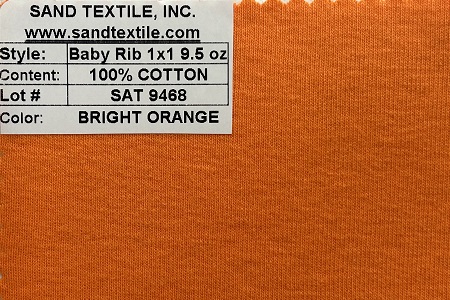 SAND TEXTILE, INC.
www.sandtextile.com
Style: Baby Rib 1x1 9.5 oz
Content: 100% COTTON
Lot # SAT 9468
Color: BRIGHT ORANGE